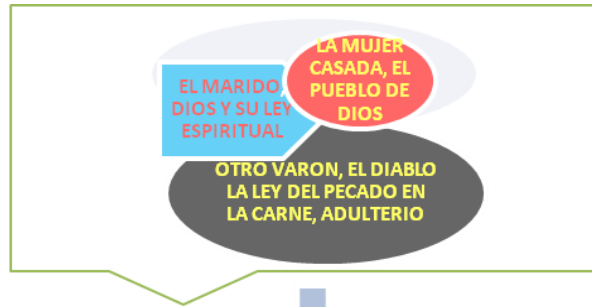 LA MUJER
CASADA, EL
PUEBLO DE
DIOS
EL MARIDO,
DIOS Y SU LEY
ESPIRITUAL
OTRO VARON, EL DIABLO
LA LEY DEL PECADO EN
LA CARNE, ADULTERIO